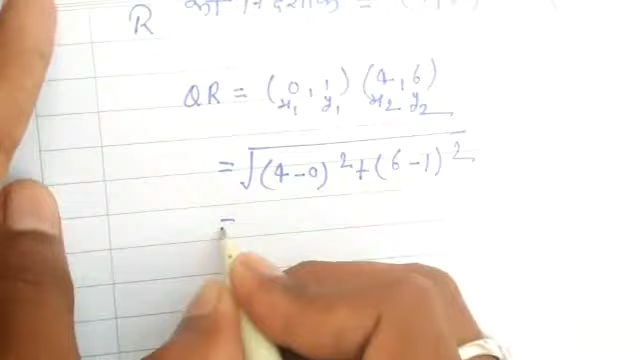 R का निर्देशांक = (
QR = (0, 1) (4, 6)
x₁ y₁ x₂ y₂
= √(4-0)² + (6-1)²
=